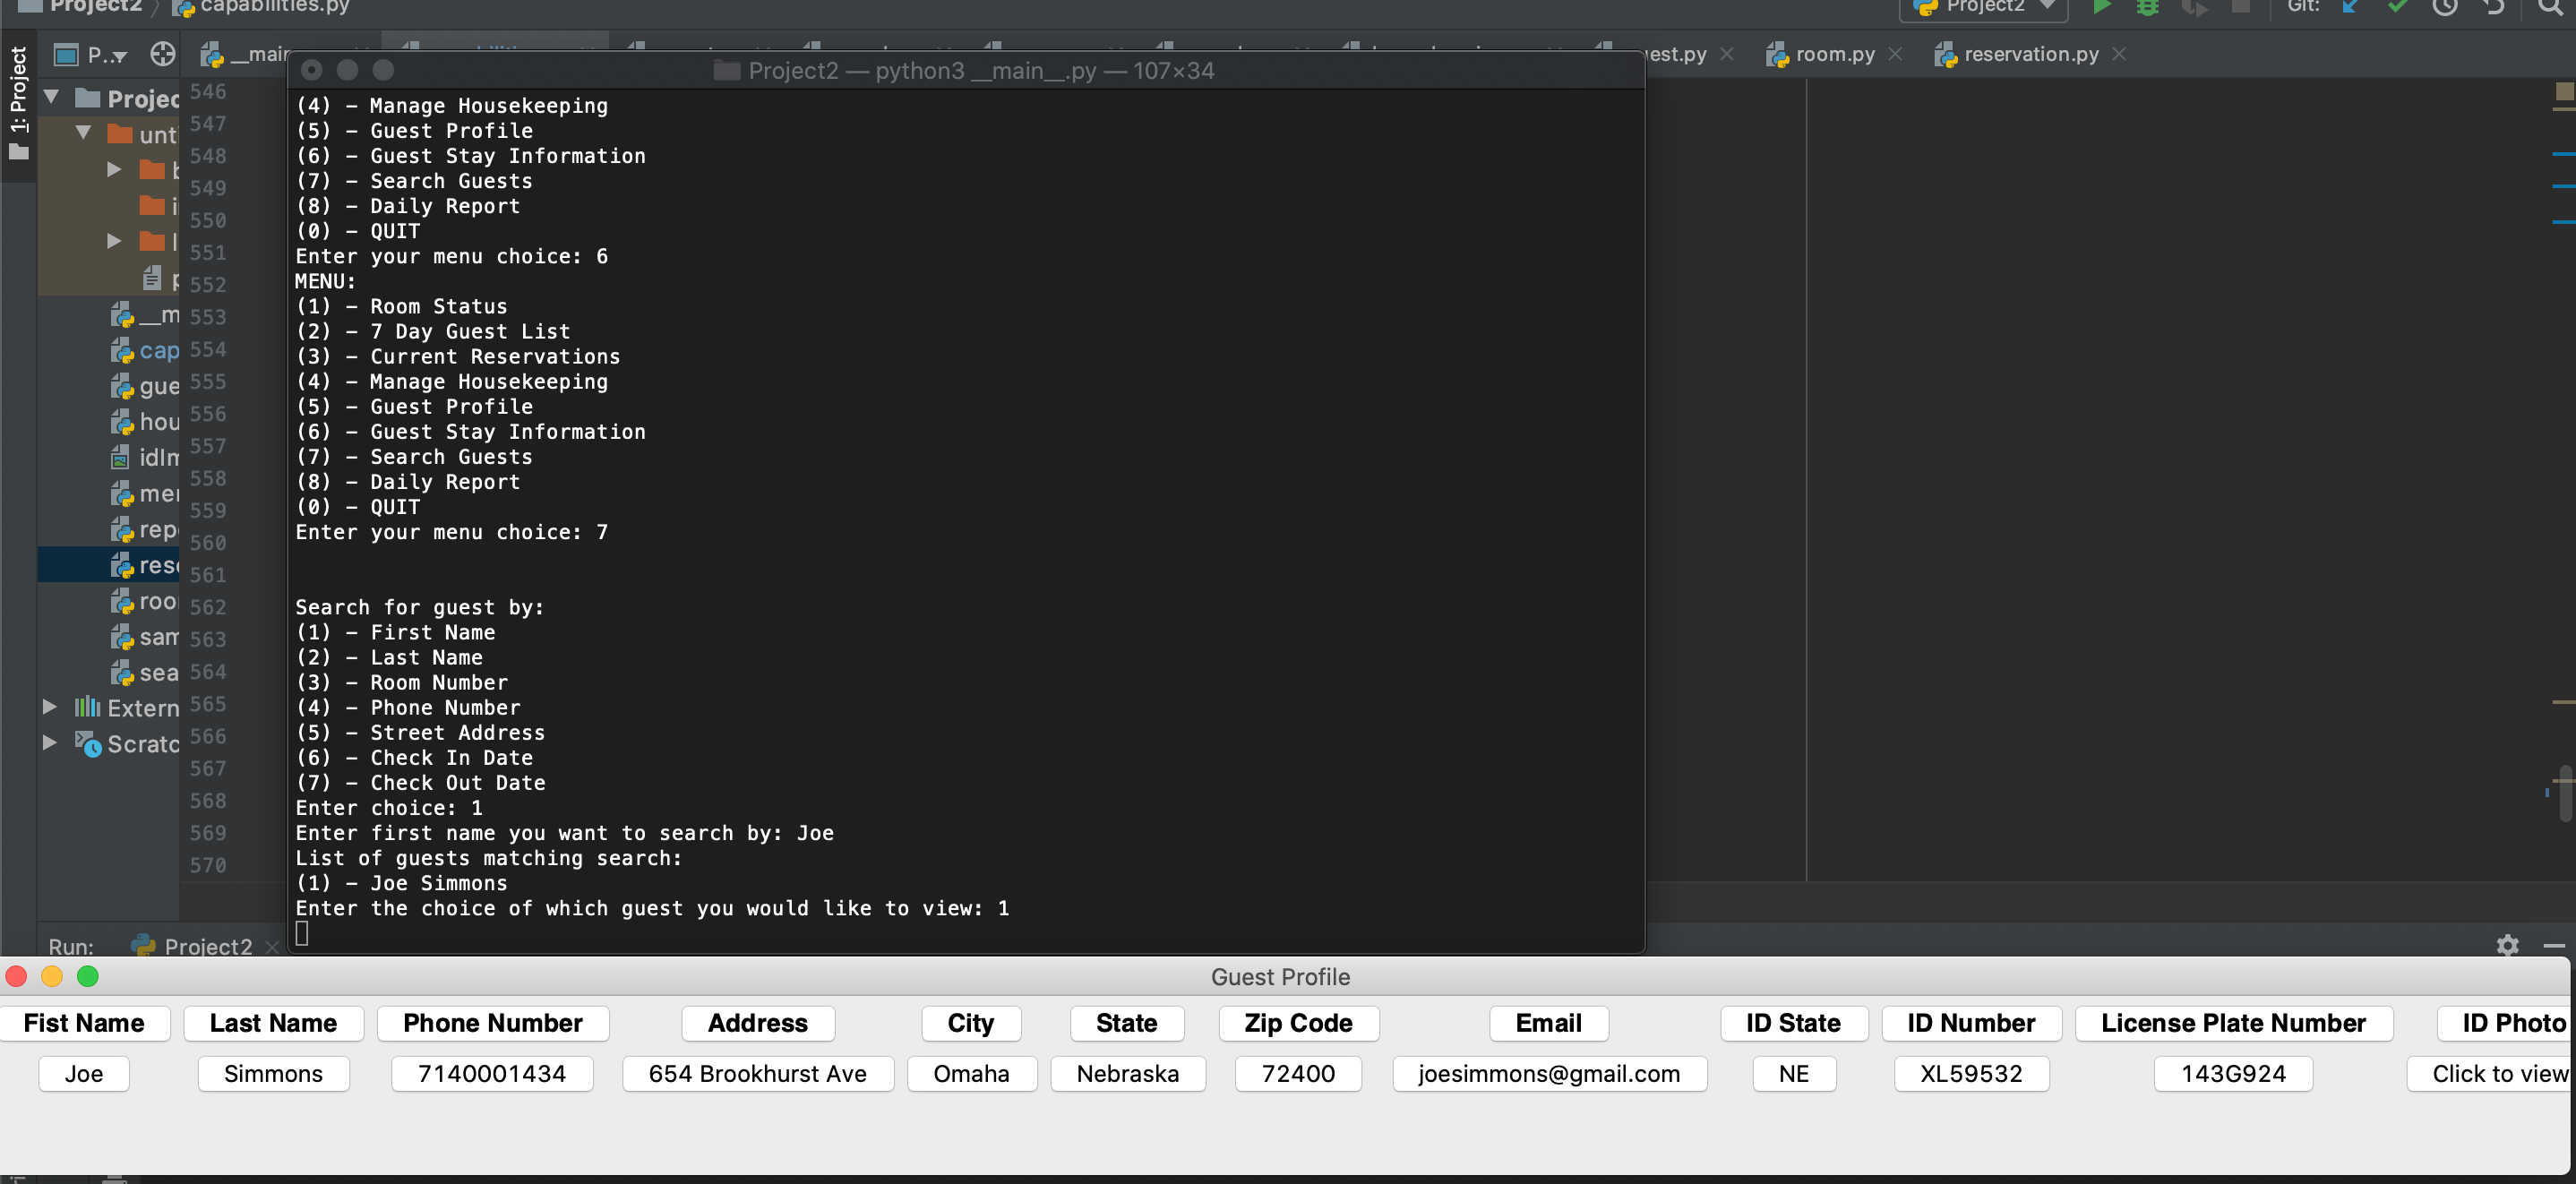 Project2 capabilities.py Project2 Git:
1: Project P... __main guest.py room.py reservation.py
Project2 — python3 __main__.py — 107×34
Projec
unti
b
i
l
p
__m
cap
gue
hou
idIm
mer
rep
rese
roo
sam
sea
Extern
Scratc
546
547
548
549
550
551
552
553
554
555
556
557
558
559
560
561
562
563
564
565
566
567
568
569
570
(4) - Manage Housekeeping
(5) - Guest Profile
(6) - Guest Stay Information
(7) - Search Guests
(8) - Daily Report
(0) - QUIT
Enter your menu choice: 6
MENU:
(1) - Room Status
(2) - 7 Day Guest List
(3) - Current Reservations
(4) - Manage Housekeeping
(5) - Guest Profile
(6) - Guest Stay Information
(7) - Search Guests
(8) - Daily Report
(0) - QUIT
Enter your menu choice: 7
Search for guest by:
(1) - First Name
(2) - Last Name
(3) - Room Number
(4) - Phone Number
(5) - Street Address
(6) - Check In Date
(7) - Check Out Date
Enter choice: 1
Enter first name you want to search by: Joe
List of guests matching search:
(1) - Joe Simmons
Enter the choice of which guest you would like to view: 1
Run: Project2
Guest Profile
Fist Name Last Name Phone Number Address City State Zip Code Email ID State ID Number License Plate Number ID Photo
Joe Simmons 7140001434 654 Brookhurst Ave Omaha Nebraska 72400 joesimmons@gmail.com NE XL59532 143G924 Click to view